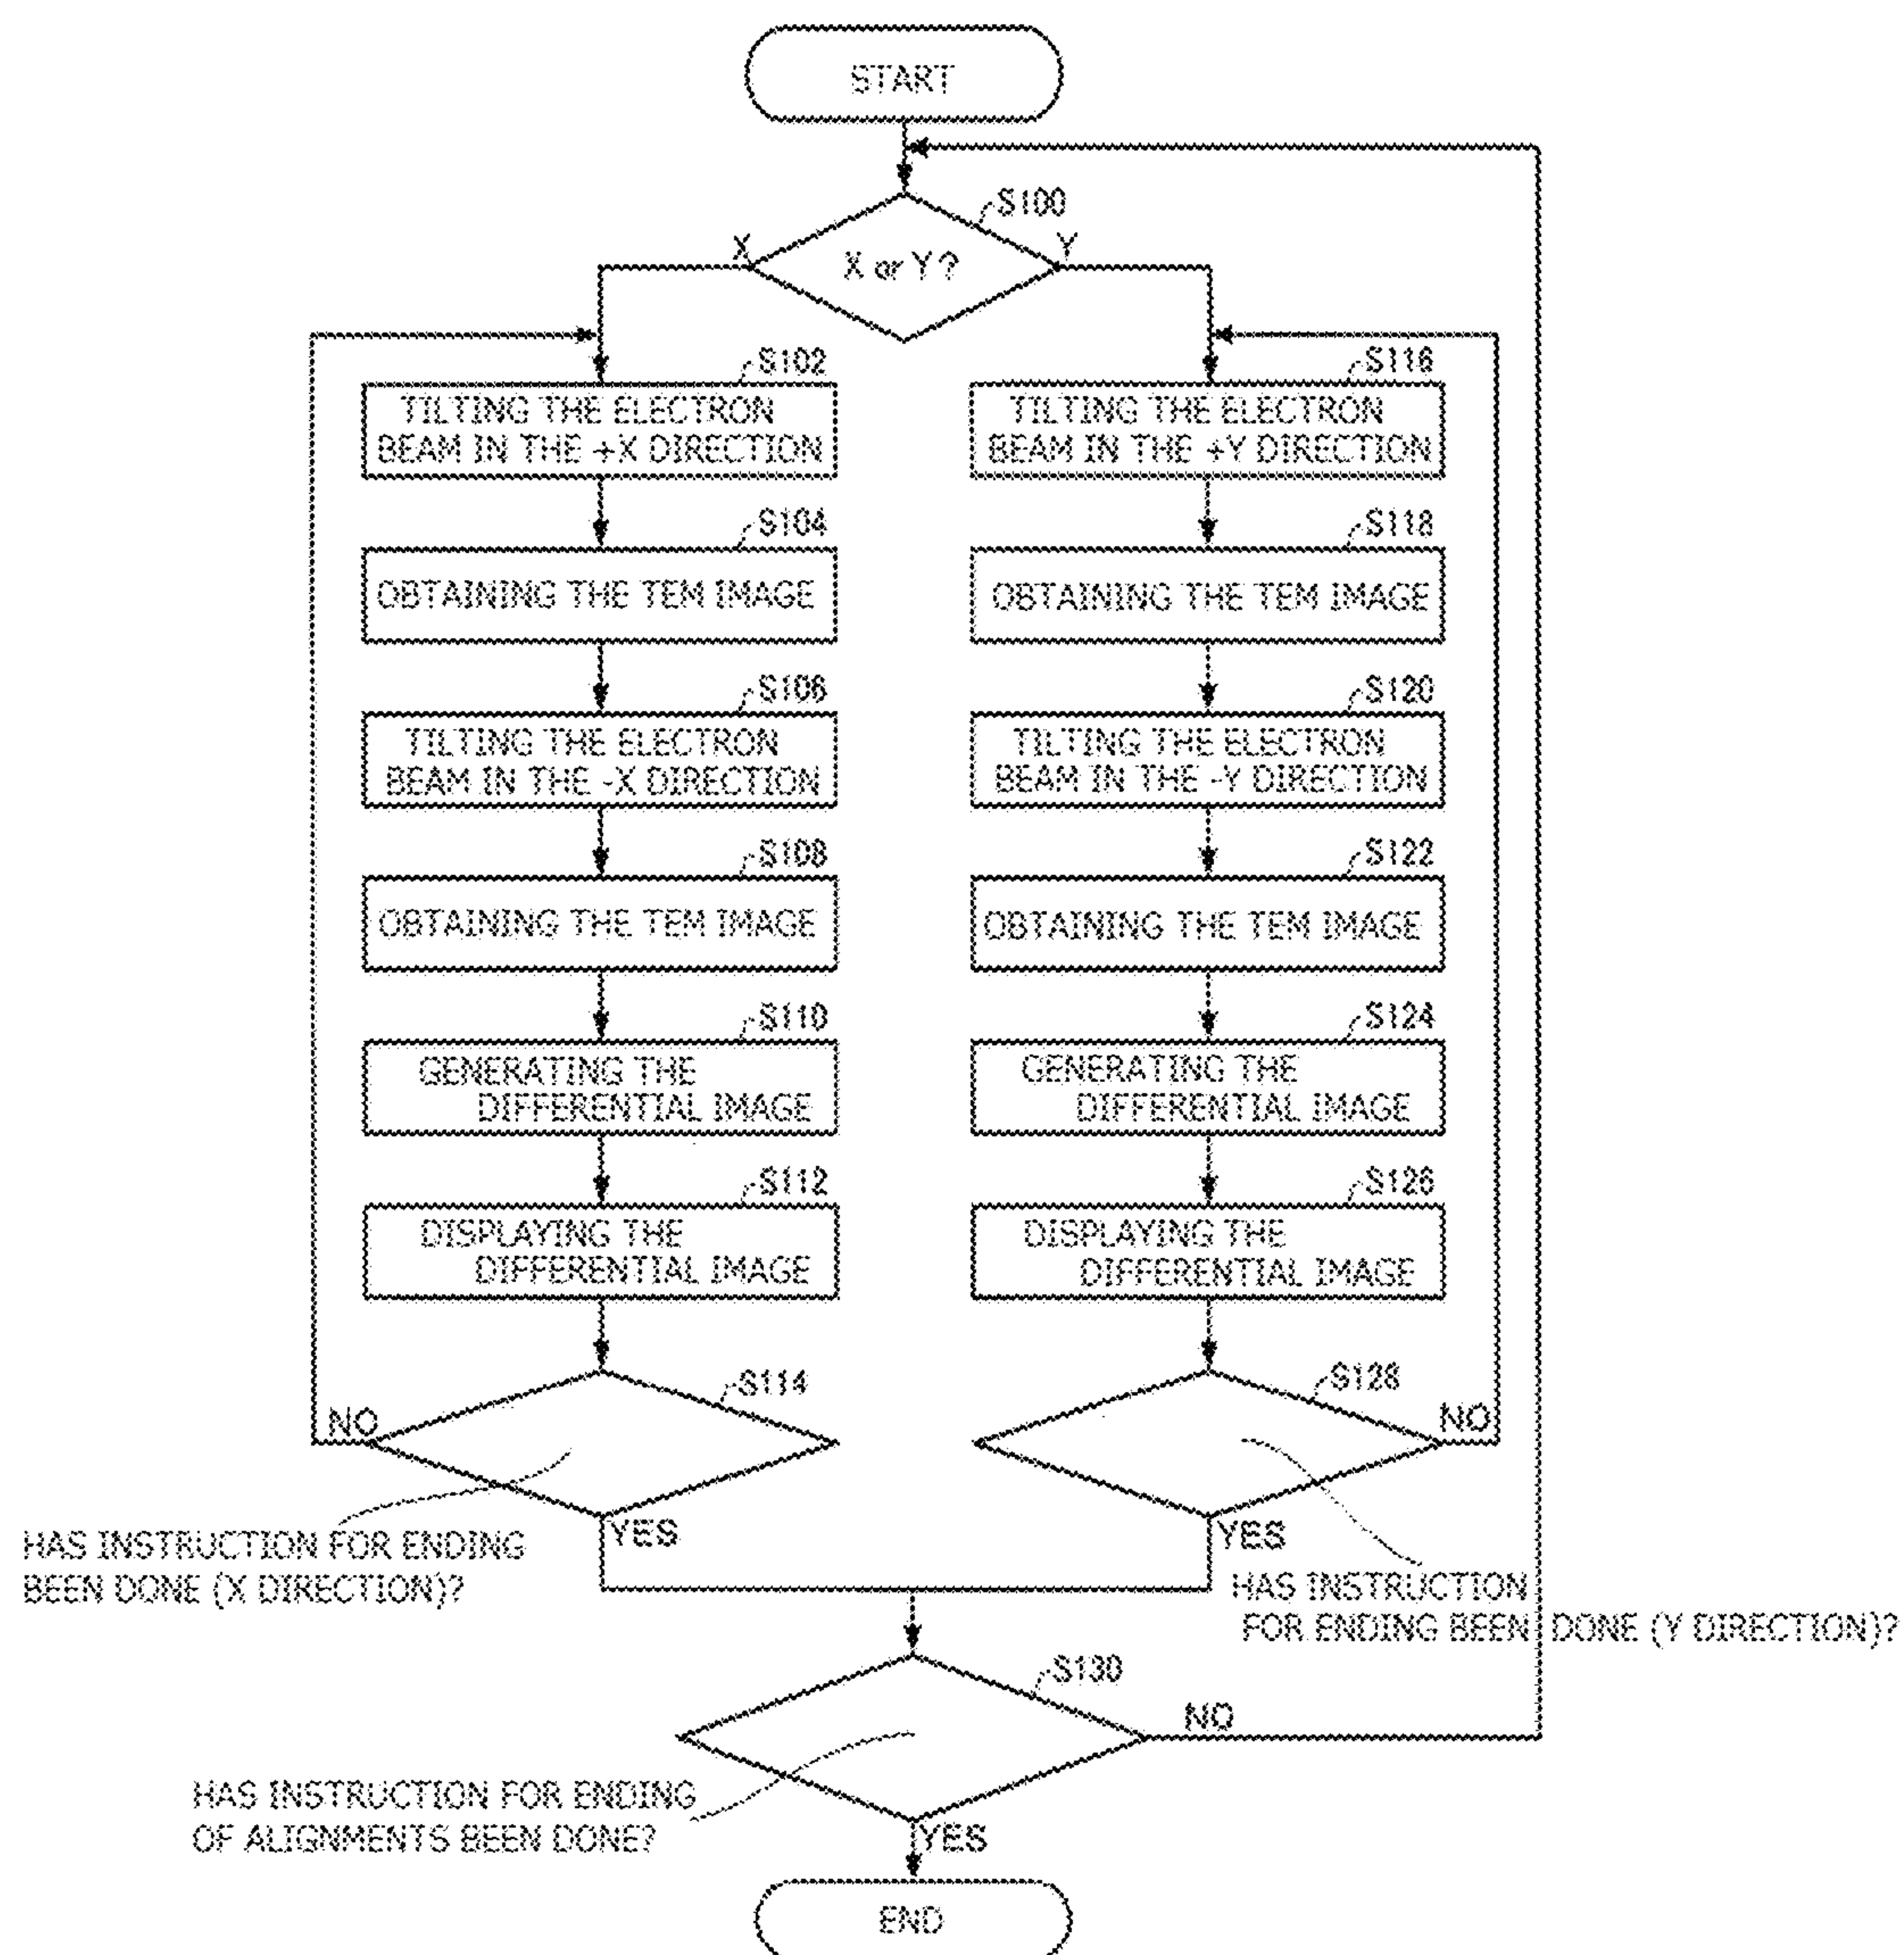 START
S100
X
X or Y?
Y
S102
TILTING THE ELECTRON
BEAM IN THE +X DIRECTION
S104
OBTAINING THE TEM IMAGE
S106
TILTING THE ELECTRON
BEAM IN THE -X DIRECTION
S108
OBTAINING THE TEM IMAGE
S110
GENERATING THE
DIFFERENTIAL IMAGE
S112
DISPLAYING THE
DIFFERENTIAL IMAGE
S114
NO
YES
HAS INSTRUCTION FOR ENDING
BEEN DONE (X DIRECTION)?
S116
TILTING THE ELECTRON
BEAM IN THE +Y DIRECTION
S118
OBTAINING THE TEM IMAGE
S120
TILTING THE ELECTRON
BEAM IN THE -Y DIRECTION
S122
OBTAINING THE TEM IMAGE
S124
GENERATING THE
DIFFERENTIAL IMAGE
S126
DISPLAYING THE
DIFFERENTIAL IMAGE
S128
NO
YES
HAS INSTRUCTION
FOR ENDING BEEN DONE (Y DIRECTION)?
S130
NO
HAS INSTRUCTION FOR ENDING
OF ALIGNMENTS BEEN DONE?
YES
END